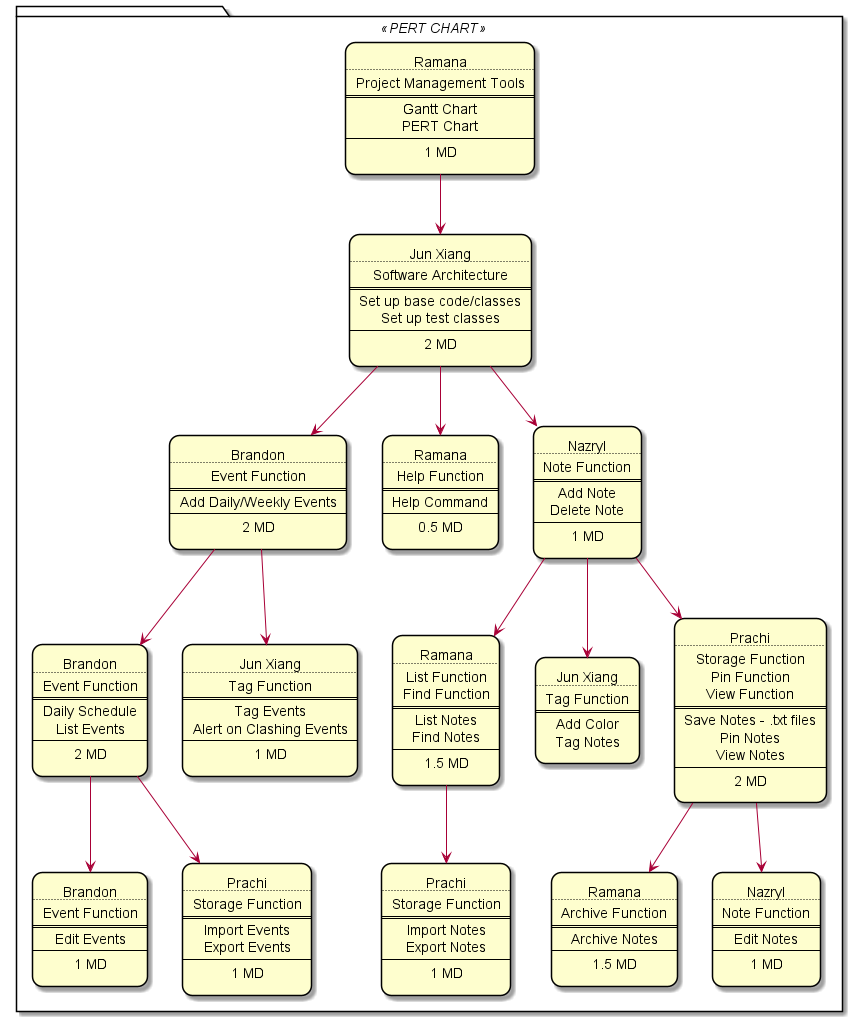 «PERT CHART»
Ramana
Project Management Tools
Gantt Chart
PERT Chart
1 MD
Jun Xiang
Software Architecture
Set up base code/classes
Set up test classes
2 MD
Brandon
Event Function
Add Daily/Weekly Events
2 MD
Ramana
Help Function
Help Command
0.5 MD
Nazryl
Note Function
Add Note
Delete Note
1 MD
Brandon
Event Function
Daily Schedule
List Events
2 MD
Jun Xiang
Tag Function
Tag Events
Alert on Clashing Events
1 MD
Ramana
List Function
Find Function
List Notes
Find Notes
1.5 MD
Jun Xiang
Tag Function
Add Color
Tag Notes
Prachi
Storage Function
Pin Function
View Function
Save Notes - .txt files
Pin Notes
View Notes
2 MD
Brandon
Event Function
Edit Events
1 MD
Prachi
Storage Function
Import Events
Export Events
1 MD
Prachi
Storage Function
Import Notes
Export Notes
1 MD
Ramana
Archive Function
Archive Notes
1.5 MD
Nazryl
Note Function
Edit Notes
1 MD